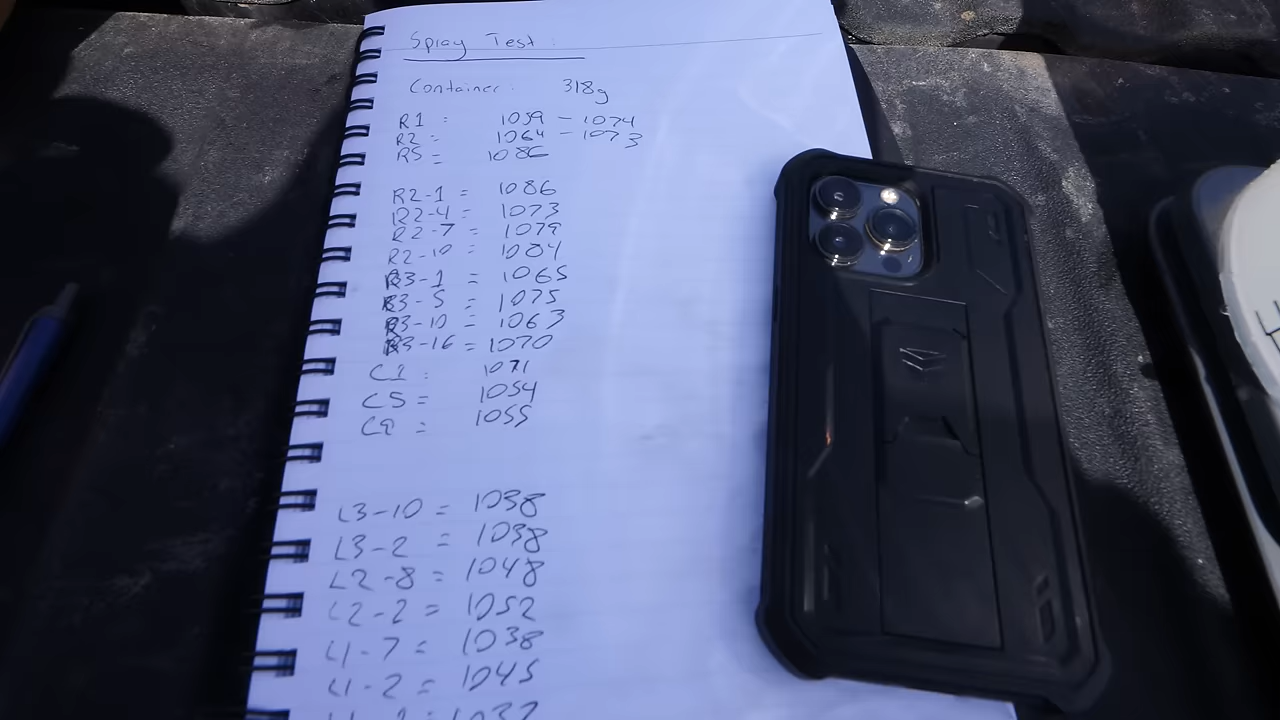 Spray Test:
Container: 318g
R1 = 1059 - 1074
R2 = 1064 - 1073
R5 = 1086
R2-1 = 1086
R2-4 = 1073
R2-7 = 1079
R2-10 = 1084
R3-1 = 1065
R3-5 = 1075
R3-10 = 1063
R3-16 = 1070
C1: 1071
C5 = 1054
C9 = 1055
L3-10 = 1038
L3-2 = 1038
L2-8 = 1048
L2-2 = 1052
L1-7 = 1038
L1-2 = 1045